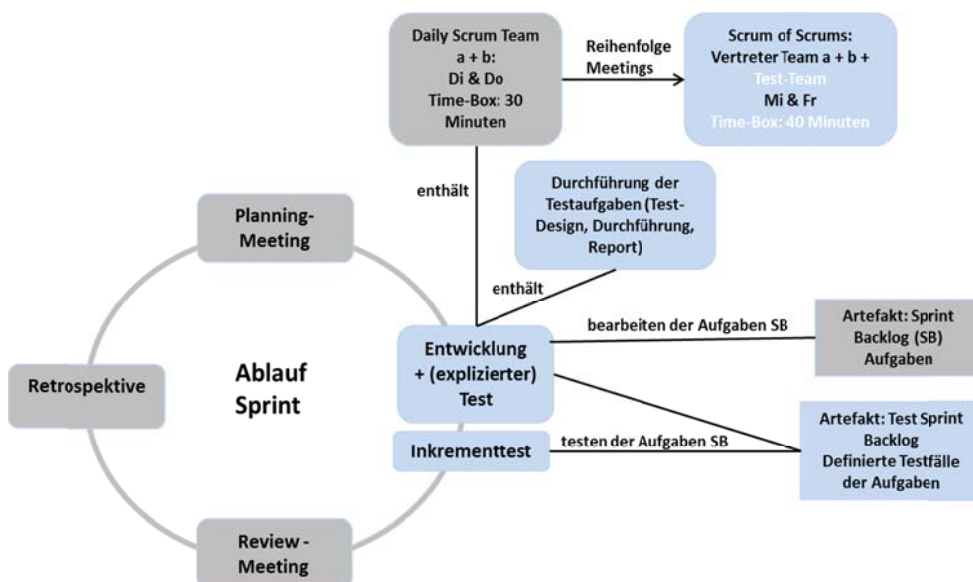 Daily Scrum Team
a + b:
Di & Do
Time-Box: 30
Minuten
Reihenfolge
Meetings
Scrum of Scrums:
Vertreter Team a + b +
Test-Team
Mi & Fr
Time-Box: 40 Minuten
enthält
Durchführung der
Testaufgaben (Test-
Design, Durchführung,
Report)
enthält
Planning-
Meeting
Retrospektive
Ablauf
Sprint
Entwicklung
+ (explizierter)
Test
bearbeiten der Aufgaben SB
Artefakt: Sprint
Backlog (SB)
Aufgaben
Inkrementtest
testen der Aufgaben SB
Artefakt: Test Sprint
Backlog
Definierte Testfälle
der Aufgaben
Review -
Meeting